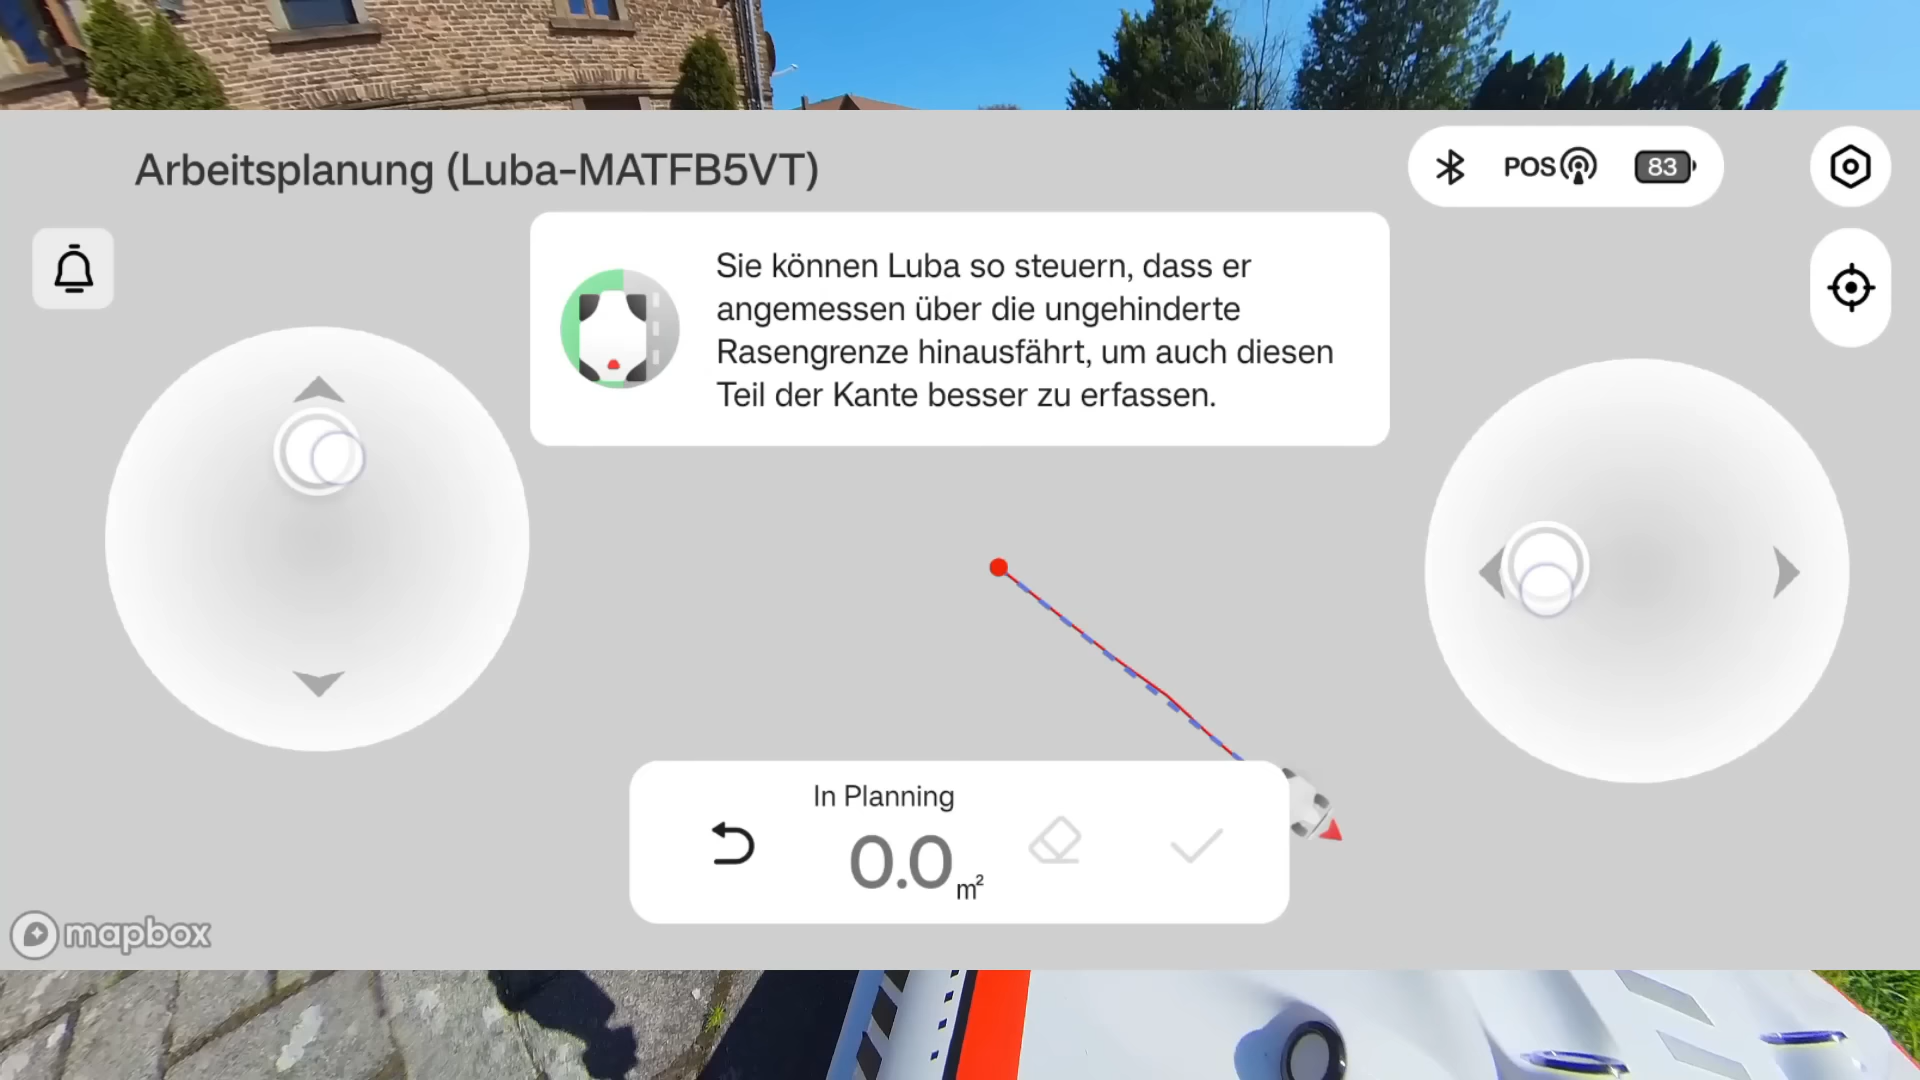 Arbeitsplanung (Luba-MATFB5VT)
POS
83
Sie können Luba so steuern, dass er
angemessen über die ungehinderte
Rasengrenze hinausfährt, um auch diesen
Teil der Kante besser zu erfassen.
In Planning
0.0 m²
mapbox